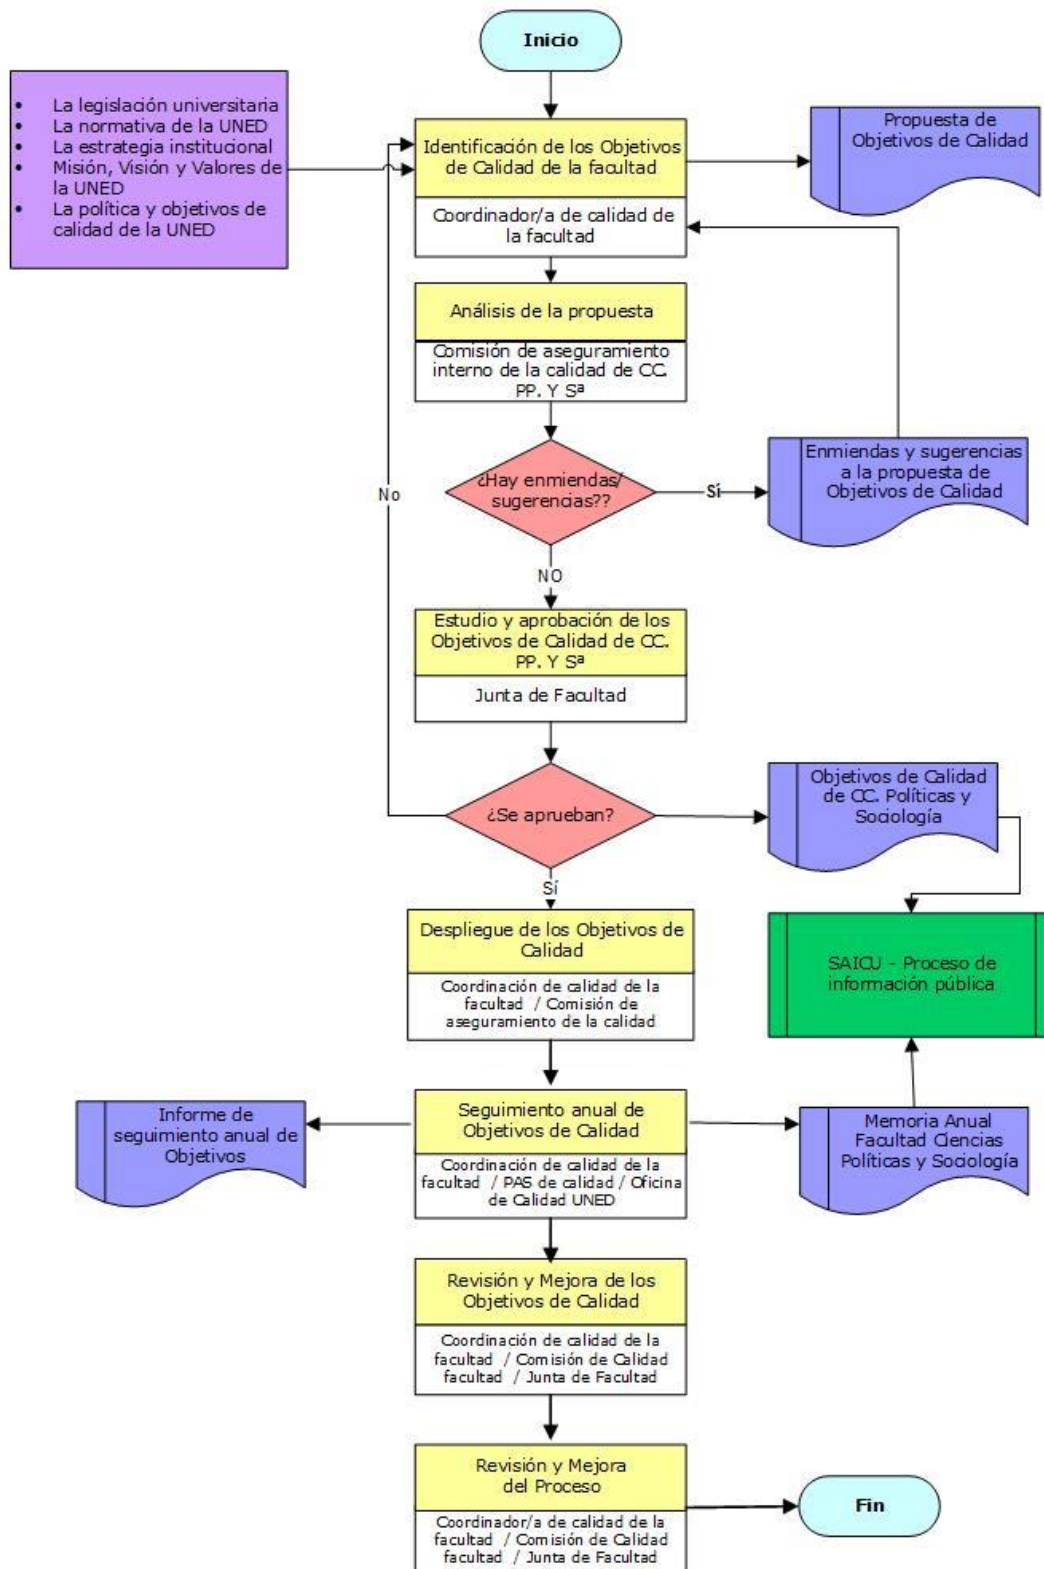 Inicio
• La legislación universitaria
• La normativa de la UNED
• La estrategia institucional
• Misión, Visión y Valores de
la UNED
• La política y objetivos de
calidad de la UNED
Identificación de los Objetivos
de Calidad de la facultad
Coordinador/a de calidad de
la facultad
Propuesta de
Objetivos de Calidad
Análisis de la propuesta
Comisión de aseguramiento
interno de la calidad de CC.
PP. Y Sª
¿Hay enmiendas/
sugerencias??
Sí
Enmiendas y sugerencias
a la propuesta de
Objetivos de Calidad
No
NO
Estudio y aprobación de los
Objetivos de Calidad de CC.
PP. Y Sª
Junta de Facultad
¿Se aprueban?
Objetivos de Calidad
de CC. Políticas y
Sociología
Sí
Despliegue de los Objetivos de
Calidad
Coordinación de calidad de la
facultad / Comisión de
aseguramiento de la calidad
SAICU - Proceso de
información pública
Informe de
seguimiento anual de
Objetivos
Seguimiento anual de
Objetivos de Calidad
Coordinación de calidad de la
facultad / PAS de calidad / Oficina
de Calidad UNED
Memoria Anual
Facultad Ciencias
Políticas y Sociología
Revisión y Mejora de los
Objetivos de Calidad
Coordinación de calidad de la
facultad / Comisión de Calidad
facultad / Junta de Facultad
Revisión y Mejora
del Proceso
Coordinador/a de calidad de la
facultad / Comisión de Calidad
facultad / Junta de Facultad
Fin